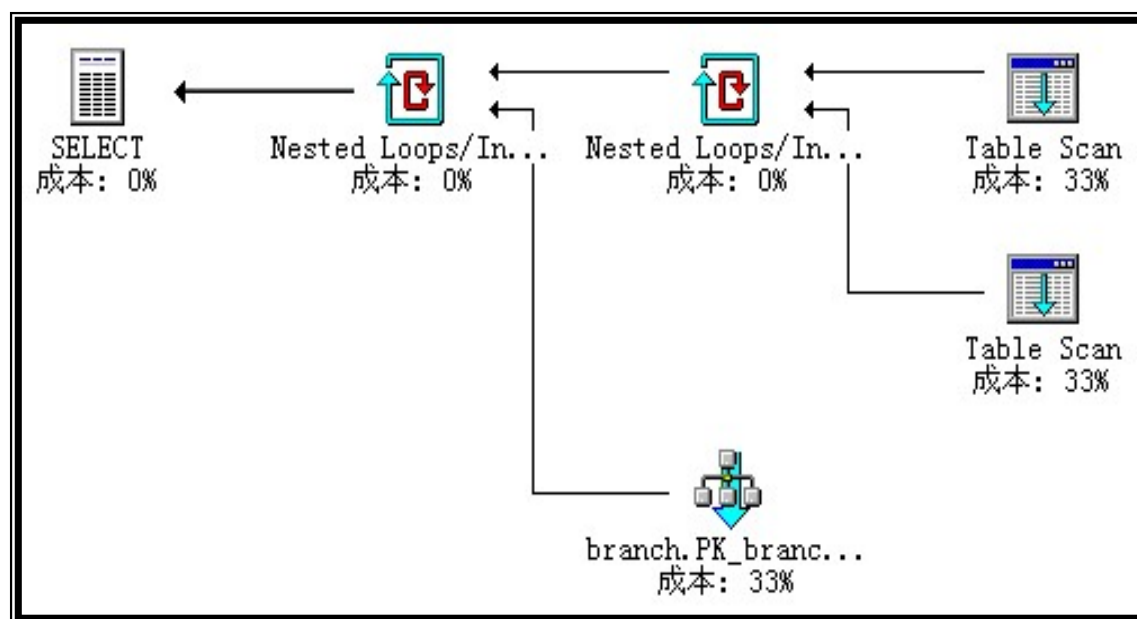 SELECT
成本: 0%
Nested Loops/In...
成本: 0%
Nested Loops/In...
成本: 0%
Table Scan
成本: 33%
Table Scan
成本: 33%
branch.PK_branc...
成本: 33%